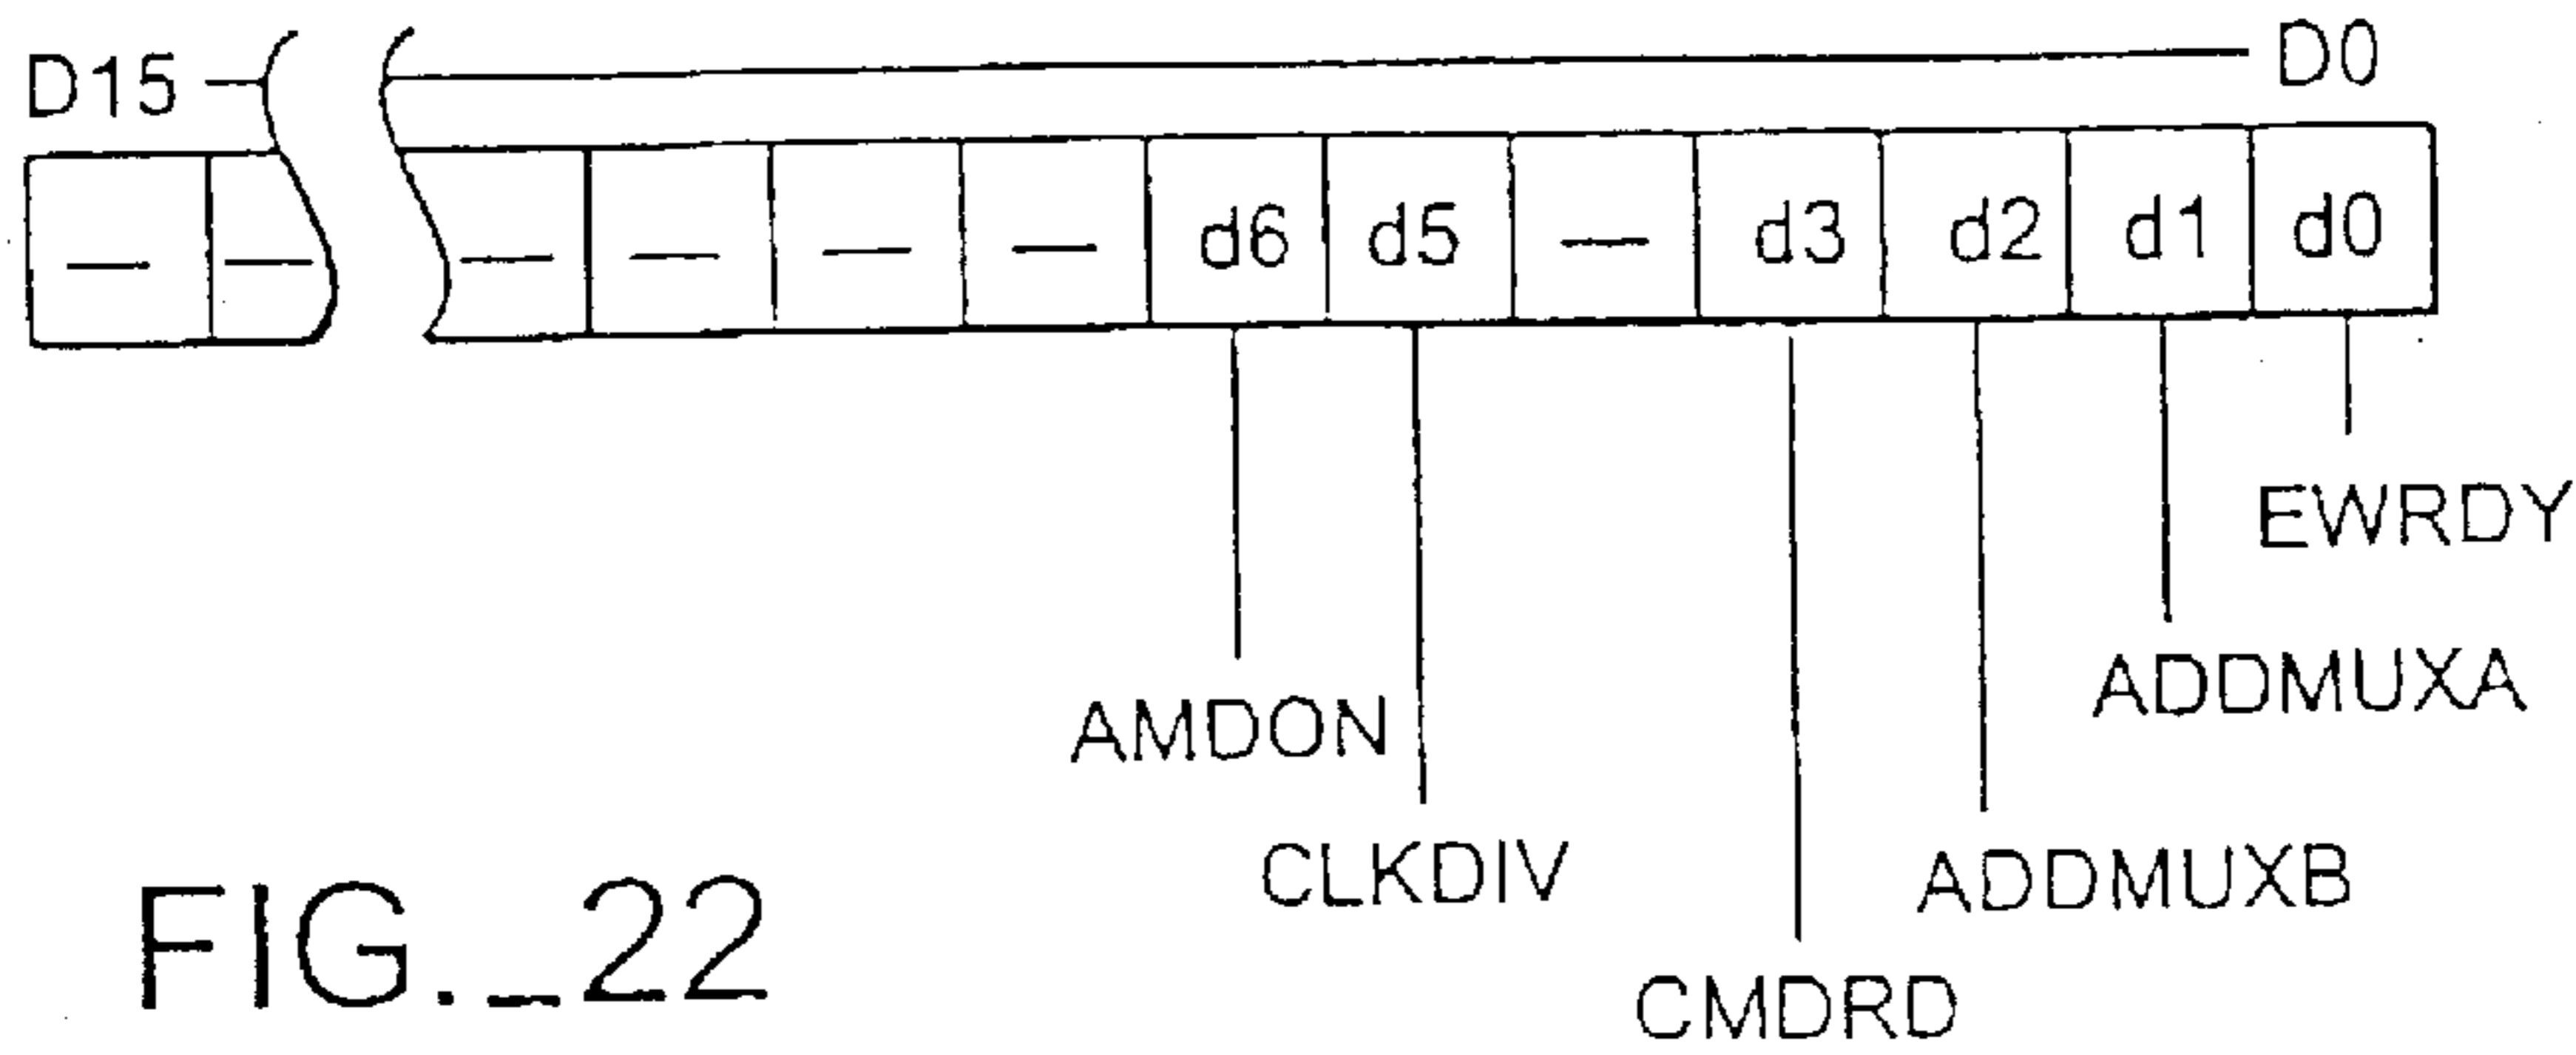 D15 D0
— — — — — — d6 d5 — d3 d2 d1 d0
EWRDY
ADDMUXA
AMDON
CLKDIV
ADDMUXB
CMDRD
FIG._22